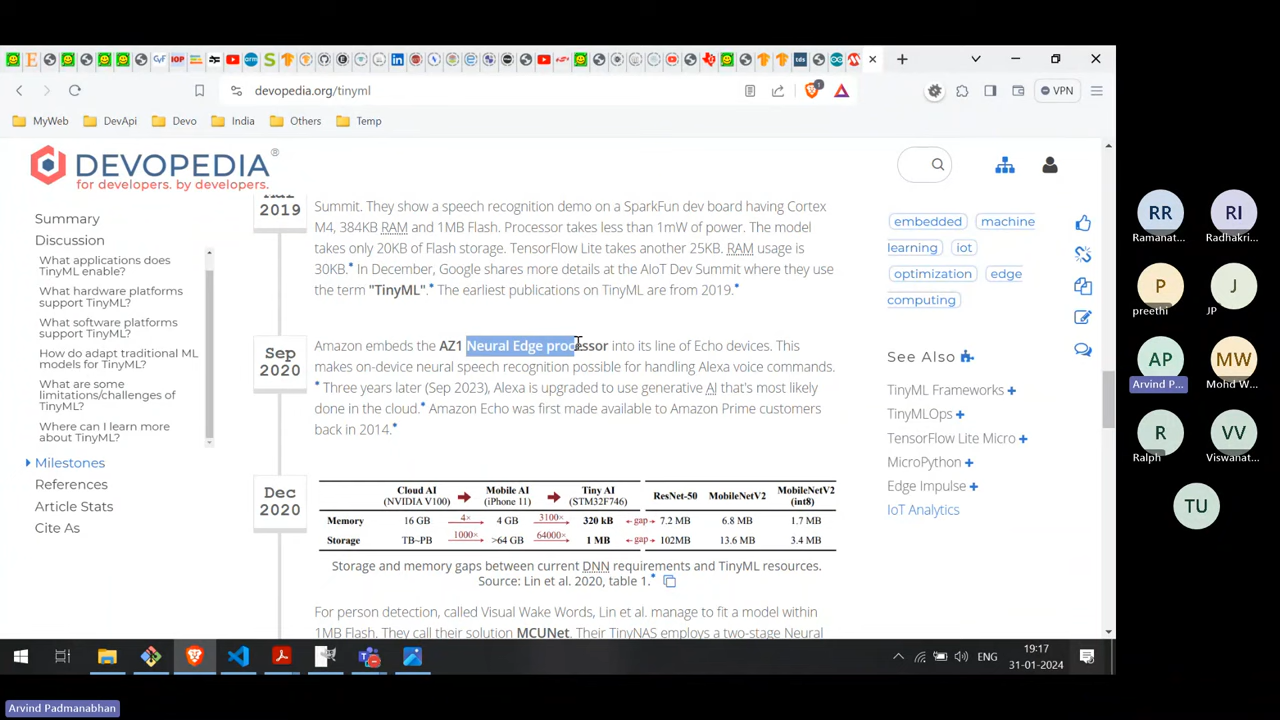 devopedia.org/tinyml
VPN
MyWeb
DevApi
Devo
India
Others
Temp
DEVOPEDIA
for developers. by developers.
Summary
Discussion
What applications does
TinyML enable?
What hardware platforms
support TinyML?
What software platforms
support TinyML?
How do adapt traditional ML
models for TinyML?
What are some
limitations/challenges of
TinyML?
Where can I learn more
about TinyML?
Milestones
References
Article Stats
Cite As
2019
Summit. They show a speech recognition demo on a SparkFun dev board having Cortex
M4, 384KB RAM and 1MB Flash. Processor takes less than 1mW of power. The model
takes only 20KB of Flash storage. TensorFlow Lite takes another 25KB. RAM usage is
30KB.* In December, Google shares more details at the AIoT Dev Summit where they use
the term "TinyML".* The earliest publications on TinyML are from 2019.*
Sep
2020
Amazon embeds the AZ1 Neural Edge processor into its line of Echo devices. This
makes on-device neural speech recognition possible for handling Alexa voice commands.
* Three years later (Sep 2023), Alexa is upgraded to use generative AI that's most likely
done in the cloud.* Amazon Echo was first made available to Amazon Prime customers
back in 2014.*
Dec
2020
Cloud AI Mobile AI Tiny AI ResNet-50 MobileNetV2 MobileNetV2
(NVIDIA V100) (iPhone 11) (STM32F746) (int8)
Memory 16 GB 4× 4 GB 3100× 320 kB gap 7.2 MB 6.8 MB 1.7 MB
Storage TB~PB 1000× >64 GB 64000× 1 MB gap 102MB 13.6 MB 3.4 MB
Storage and memory gaps between current DNN requirements and TinyML resources.
Source: Lin et al. 2020, table 1.*
For person detection, called Visual Wake Words, Lin et al. manage to fit a model within
1MB Flash. They call their solution MCUNet. Their TinyNAS employs a two-stage Neural
embedded machine
learning iot
optimization edge
computing
See Also
TinyML Frameworks +
TinyMLOps +
TensorFlow Lite Micro +
MicroPython +
Edge Impulse +
IoT Analytics
ENG
19:17
31-01-2024
RR
Ramanat...
RI
Radhakri...
P
preethi
J
JP
AP
Arvind P...
MW
Mohd W...
R
Ralph
VV
Viswanat...
TU
Arvind Padmanabhan